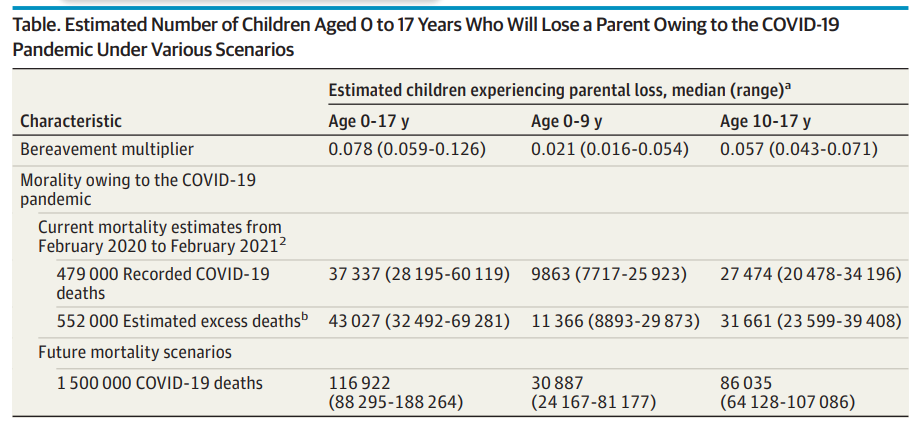 Table. Estimated Number of Children Aged 0 to 17 Years Who Will Lose a Parent Owing to the COVID-19
Pandemic Under Various Scenarios
Estimated children experiencing parental loss, median (range)a
Characteristic Age 0-17 y Age 0-9 y Age 10-17 y
Bereavement multiplier 0.078 (0.059-0.126) 0.021 (0.016-0.054) 0.057 (0.043-0.071)
Morality owing to the COVID-19
pandemic
Current mortality estimates from
February 2020 to February 20212
479 000 Recorded COVID-19 37 337 (28 195-60 119) 9863 (7717-25 923) 27 474 (20 478-34 196)
deaths
552 000 Estimated excess deathsb 43 027 (32 492-69 281) 11 366 (8893-29 873) 31 661 (23 599-39 408)
Future mortality scenarios
1 500 000 COVID-19 deaths 116 922 30 887 86 035
(88 295-188 264) (24 167-81 177) (64 128-107 086)